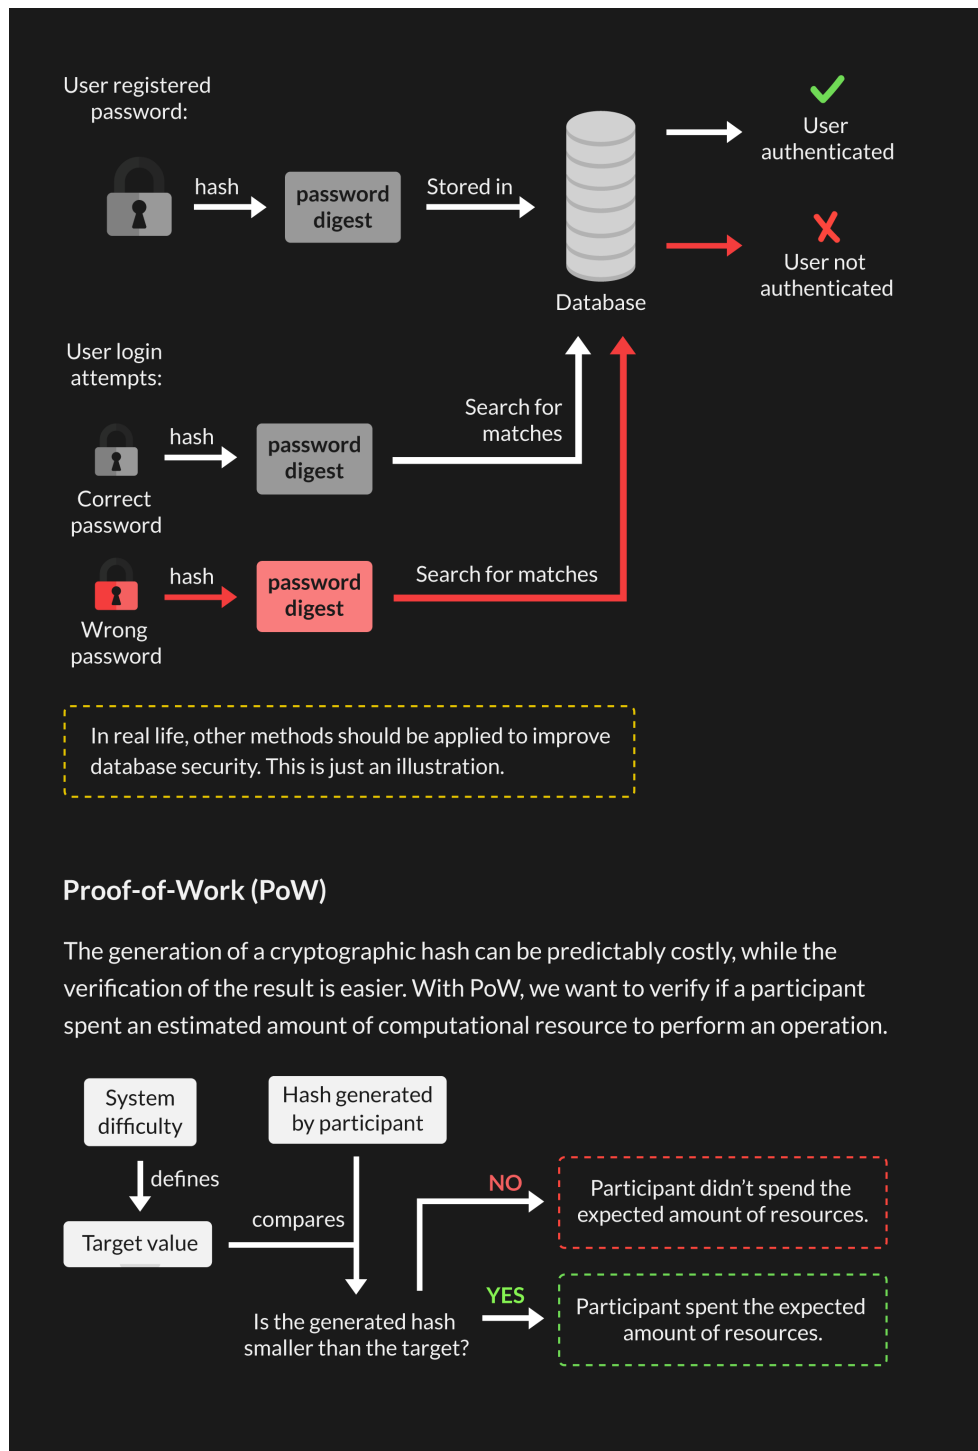 User registered
password:
hash
password
digest
Stored in
Database
User
authenticated
User not
authenticated
User login
attempts:
hash
password
digest
Search for
matches
Correct
password
hash
password
digest
Search for matches
Wrong
password
In real life, other methods should be applied to improve
database security. This is just an illustration.
Proof-of-Work (PoW)
The generation of a cryptographic hash can be predictably costly, while the
verification of the result is easier. With PoW, we want to verify if a participant
spent an estimated amount of computational resource to perform an operation.
System
difficulty
Hash generated
by participant
defines
Target value
compares
Is the generated hash
smaller than the target?
NO
Participant didn’t spend the
expected amount of resources.
YES
Participant spent the expected
amount of resources.